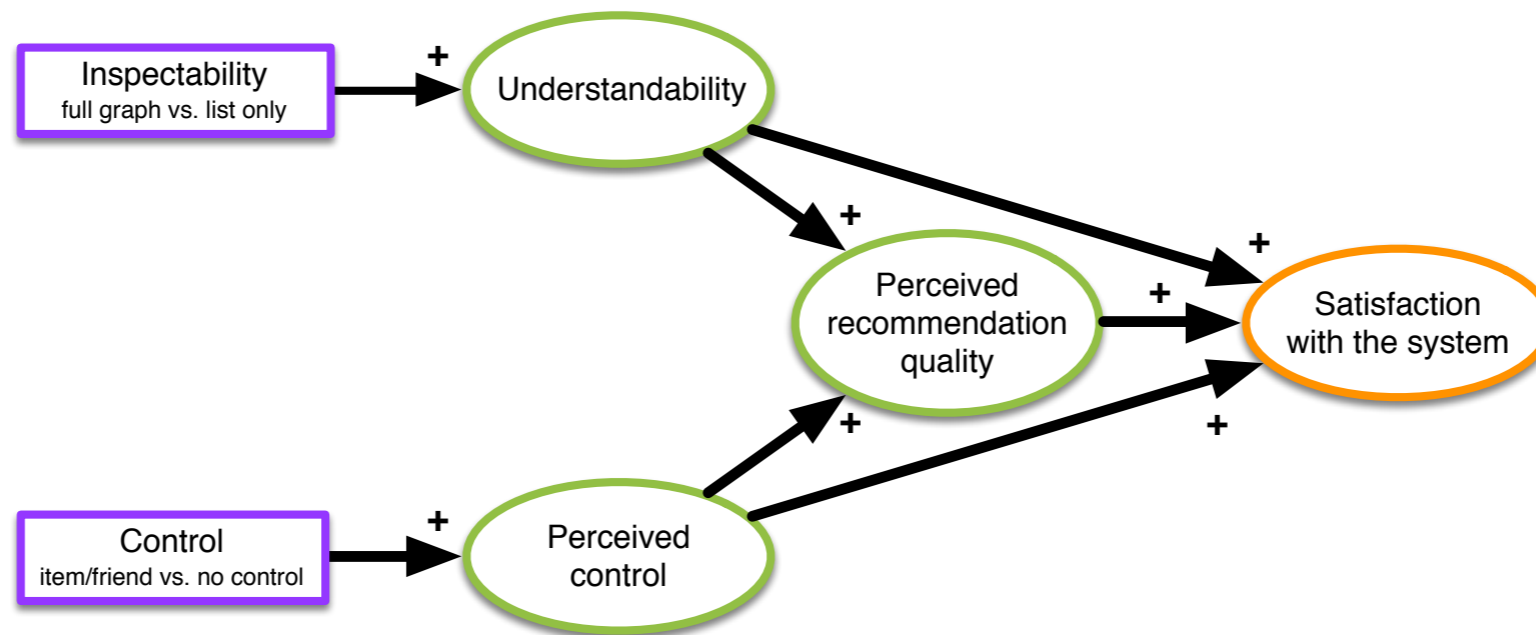 +
Inspectability
full graph vs. list only
Understandability
+
+
Perceived
recommendation
quality
+
Satisfaction
with the system
+
+
Control
item/friend vs. no control
+
Perceived
control